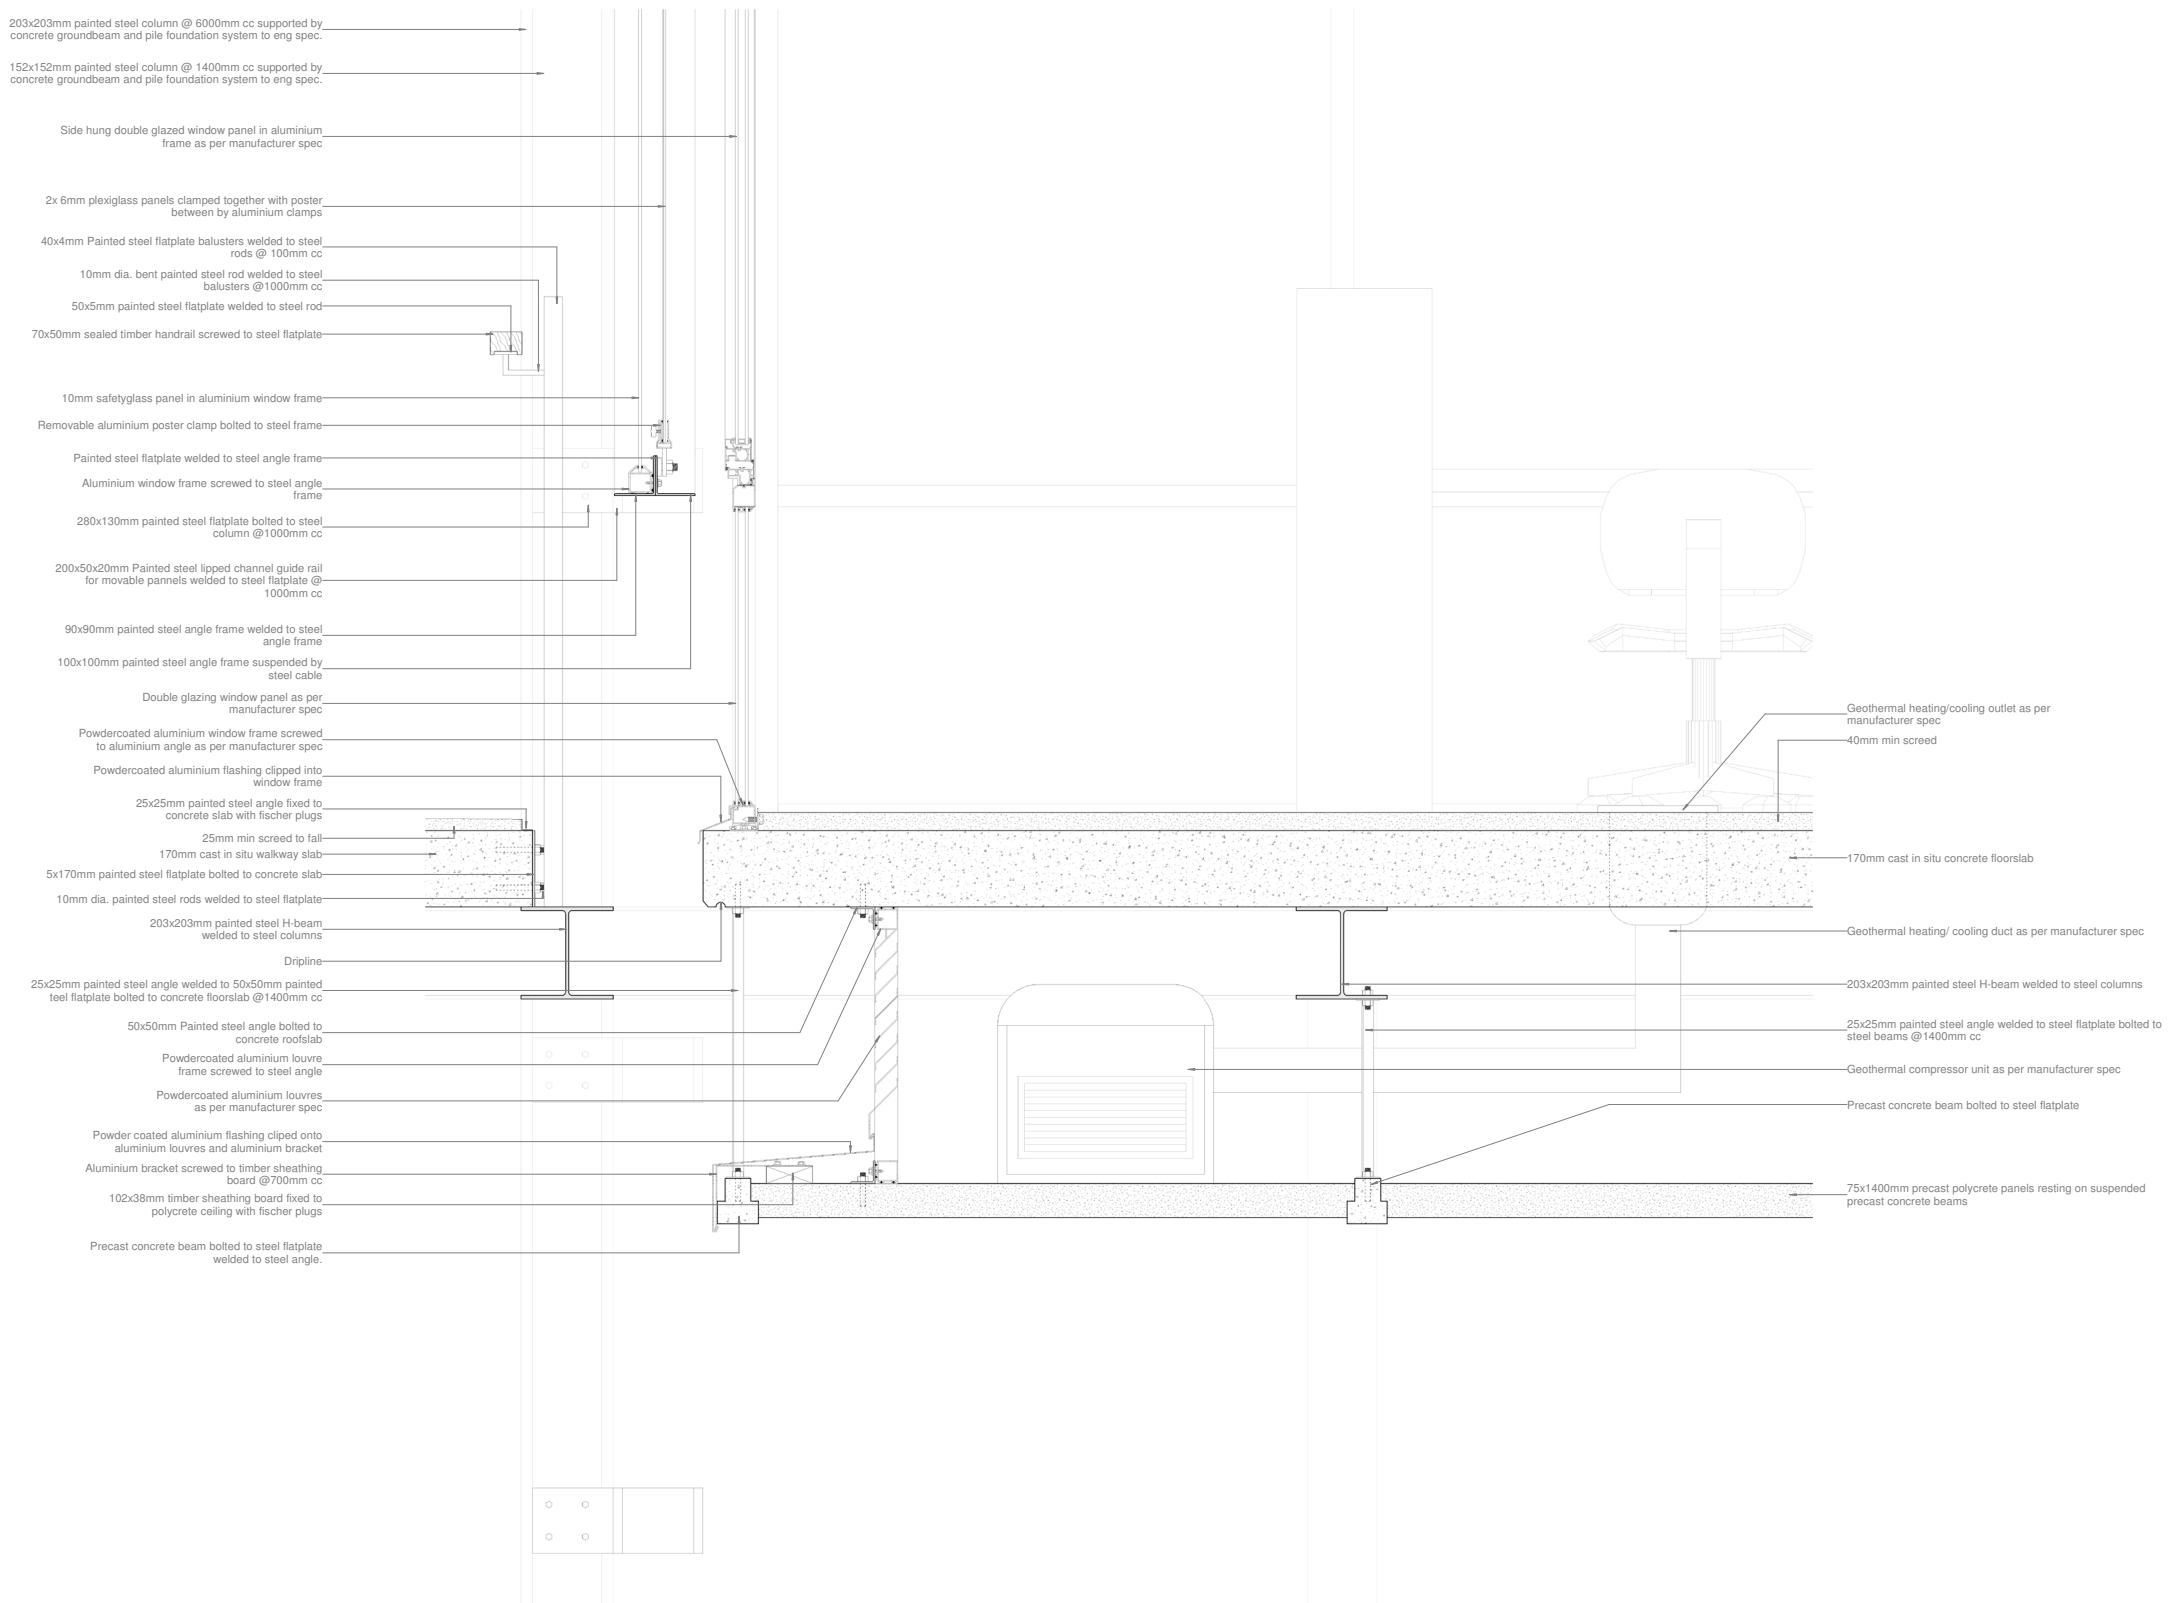 203x203mm painted steel column @ 6000mm cc supported by
concrete groundbeam and pile foundation system to eng spec.
152x152mm painted steel column @ 1400mm cc supported by
concrete groundbeam and pile foundation system to eng spec.
Side hung double glazed window panel in aluminium
frame as per manufacturer spec
2x 6mm plexiglass panels clamped together with poster
between by aluminium clamps
40x4mm Painted steel flatplate balusters welded to steel
rods @ 100mm cc
10mm dia. bent painted steel rod welded to steel
balusters @1000mm cc
50x5mm painted steel flatplate welded to steel rod
70x50mm sealed timber handrail screwed to steel flatplate
10mm safetyglass panel in aluminium window frame
Removable aluminium poster clamp bolted to steel frame
Painted steel flatplate welded to steel angle frame
Aluminium window frame screwed to steel angle
frame
280x130mm painted steel flatplate bolted to steel
column @1000mm cc
200x50x20mm Painted steel lipped channel guide rail
for movable pannels welded to steel flatplate @
1000mm cc
90x90mm painted steel angle frame welded to steel
angle frame
100x100mm painted steel angle frame suspended by
steel cable
Double glazing window panel as per
manufacturer spec
Powdercoated aluminium window frame screwed
to aluminium angle as per manufacturer spec
Powdercoated aluminium flashing clipped into
window frame
25x25mm painted steel angle fixed to
concrete slab with fischer plugs
25mm min screed to fall
170mm cast in situ walkway slab
5x170mm painted steel flatplate bolted to concrete slab
10mm dia. painted steel rods welded to steel flatplate
203x203mm painted steel H-beam
welded to steel columns
Dripline
25x25mm painted steel angle welded to 50x50mm painted
teel flatplate bolted to concrete floorslab @1400mm cc
50x50mm Painted steel angle bolted to
concrete roofslab
Powdercoated aluminium louvre
frame screwed to steel angle
Powdercoated aluminium louvres
as per manufacturer spec
Powder coated aluminium flashing cliped onto
aluminium louvres and aluminium bracket
Aluminium bracket screwed to timber sheathing
board @700mm cc
102x38mm timber sheathing board fixed to
polycrete ceiling with fischer plugs
Precast concrete beam bolted to steel flatplate
welded to steel angle.
Geothermal heating/cooling outlet as per
manufacturer spec
40mm min screed
170mm cast in situ concrete floorslab
Geothermal heating/ cooling duct as per manufacturer spec
203x203mm painted steel H-beam welded to steel columns
25x25mm painted steel angle welded to steel flatplate bolted to
steel beams @1400mm cc
Geothermal compressor unit as per manufacturer spec
Precast concrete beam bolted to steel flatplate
75x1400mm precast polycrete panels resting on suspended
precast concrete beams